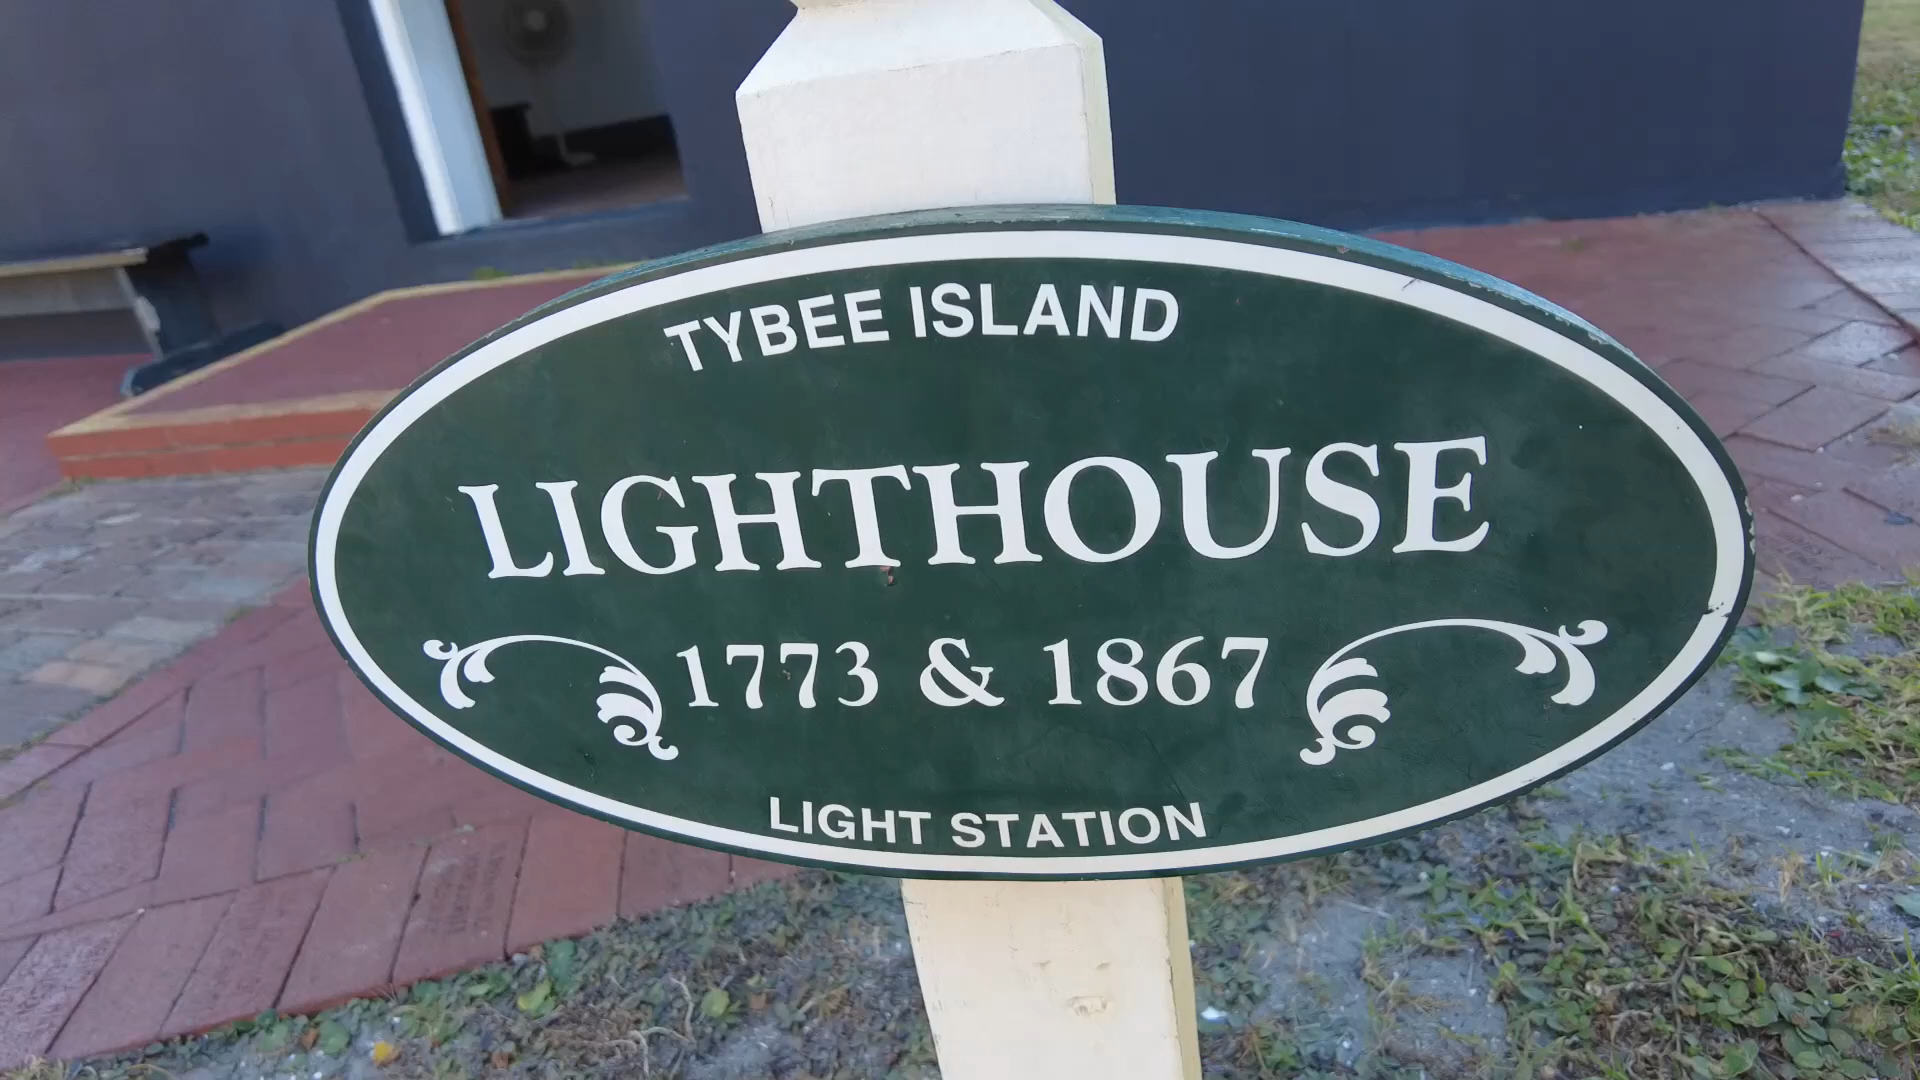 TYBEE ISLAND
LIGHTHOUSE
1773 & 1867
LIGHT STATION